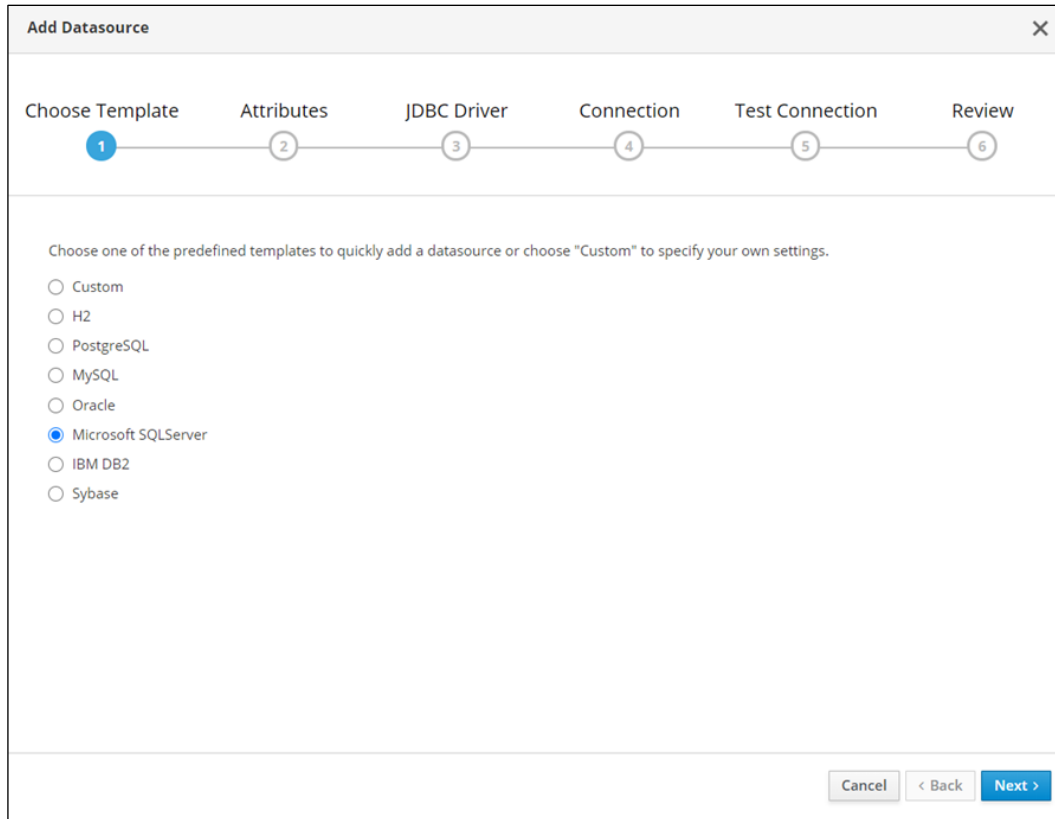 Add Datasource
Choose Template Attributes JDBC Driver Connection Test Connection Review
1 2 3 4 5 6
Choose one of the predefined templates to quickly add a datasource or choose "Custom" to specify your own settings.
Custom
H2
PostgreSQL
MySQL
Oracle
Microsoft SQLServer
IBM DB2
Sybase
Cancel < Back Next >